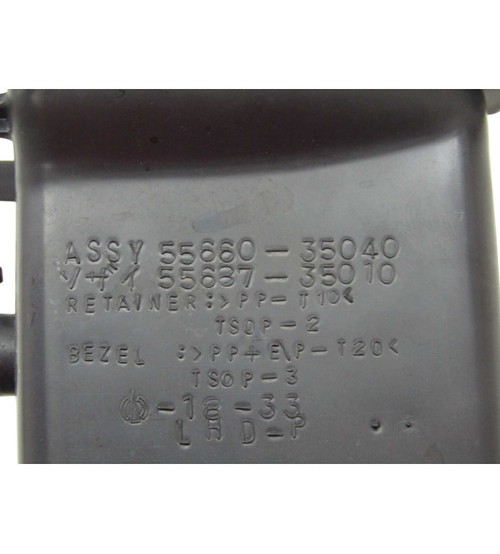 ASSY 55660-35040
ソザイ 55687-35010
RETAINER:>PP-T10<
TSOP-2
BEZEL :>PP+E/P-T20<
TSOP-3
-18-33
LHD-P